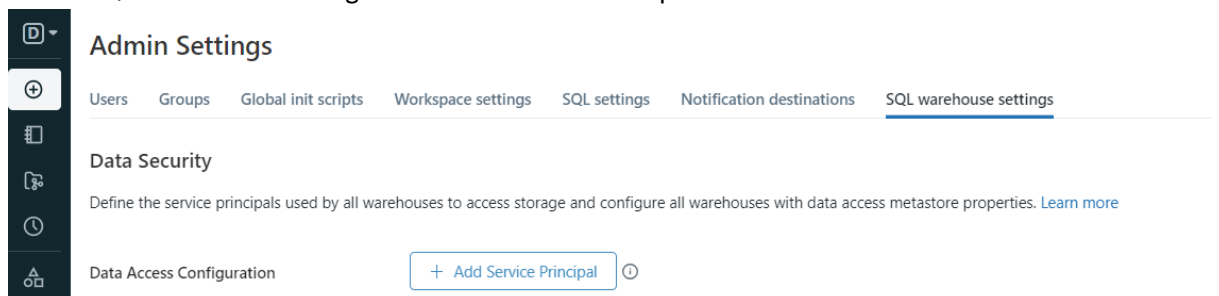 D
Admin Settings
Users Groups Global init scripts Workspace settings SQL settings Notification destinations SQL warehouse settings
Data Security
Define the service principals used by all warehouses to access storage and configure all warehouses with data access metastore properties. Learn more
Data Access Configuration + Add Service Principal